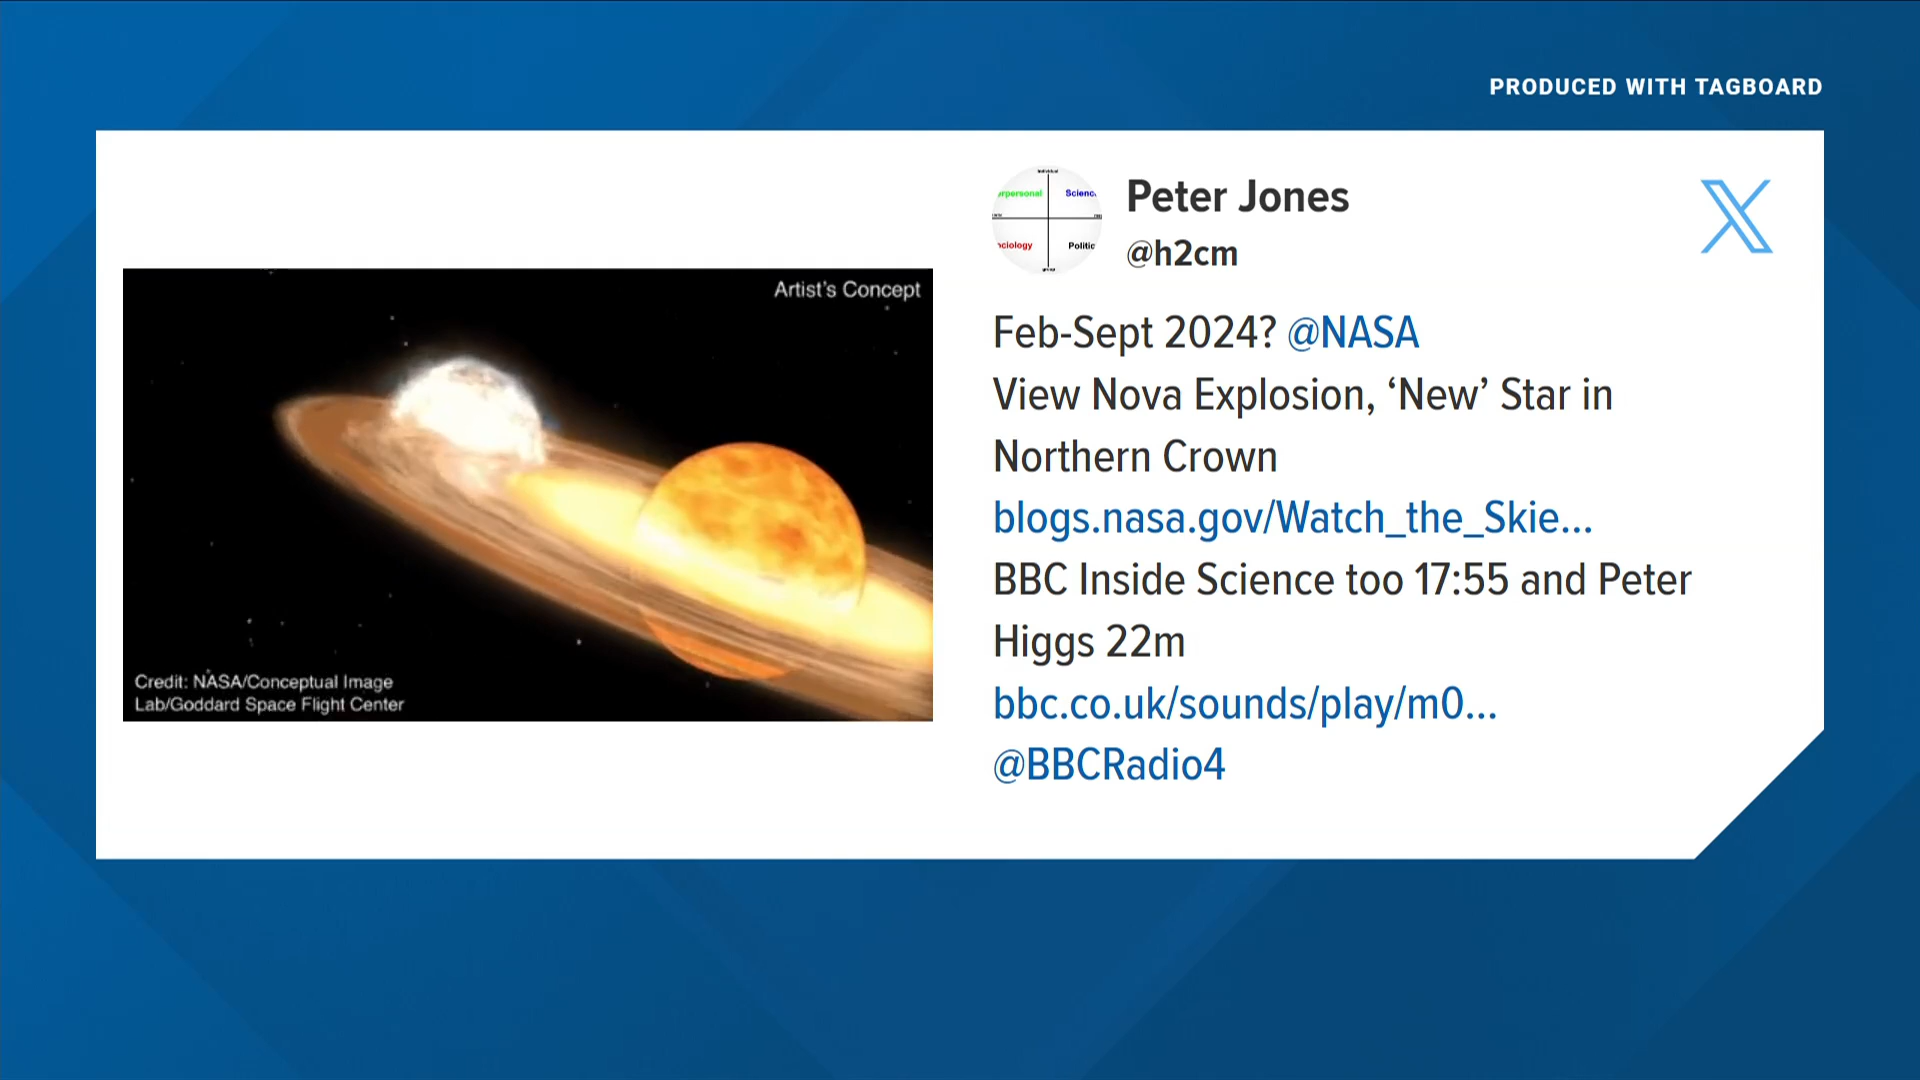 PRODUCED WITH TAGBOARD
Artist's Concept
Credit: NASA/Conceptual Image
Lab/Goddard Space Flight Center
Peter Jones
@h2cm
Feb-Sept 2024? @NASA
View Nova Explosion, ‘New’ Star in
Northern Crown
blogs.nasa.gov/Watch_the_Skie...
BBC Inside Science too 17:55 and Peter
Higgs 22m
bbc.co.uk/sounds/play/m0...
@BBCRadio4